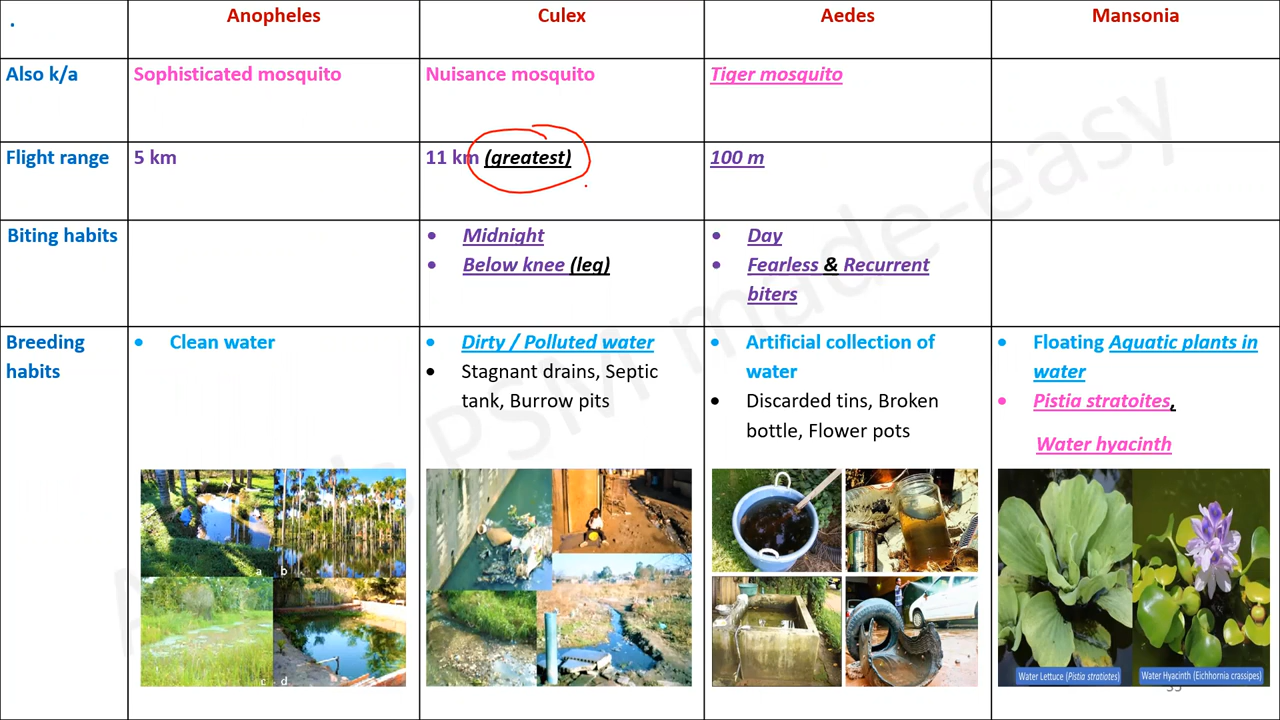 Anopheles Culex Aedes Mansonia
Also k/a Sophisticated mosquito Nuisance mosquito Tiger mosquito
Flight range 5 km 11 km (greatest) 100 m
Biting habits • Midnight • Day
• Below knee (leg) • Fearless & Recurrent
biters
Breeding • Clean water • Dirty / Polluted water • Artificial collection of • Floating Aquatic plants in
habits • Stagnant drains, Septic water water
tank, Burrow pits • Discarded tins, Broken • Pistia stratoites,
bottle, Flower pots Water hyacinth
a b
c d
Water Lettuce (Pistia stratiotes) Water Hyacinth (Eichhornia crassipes)
PSM made-easy